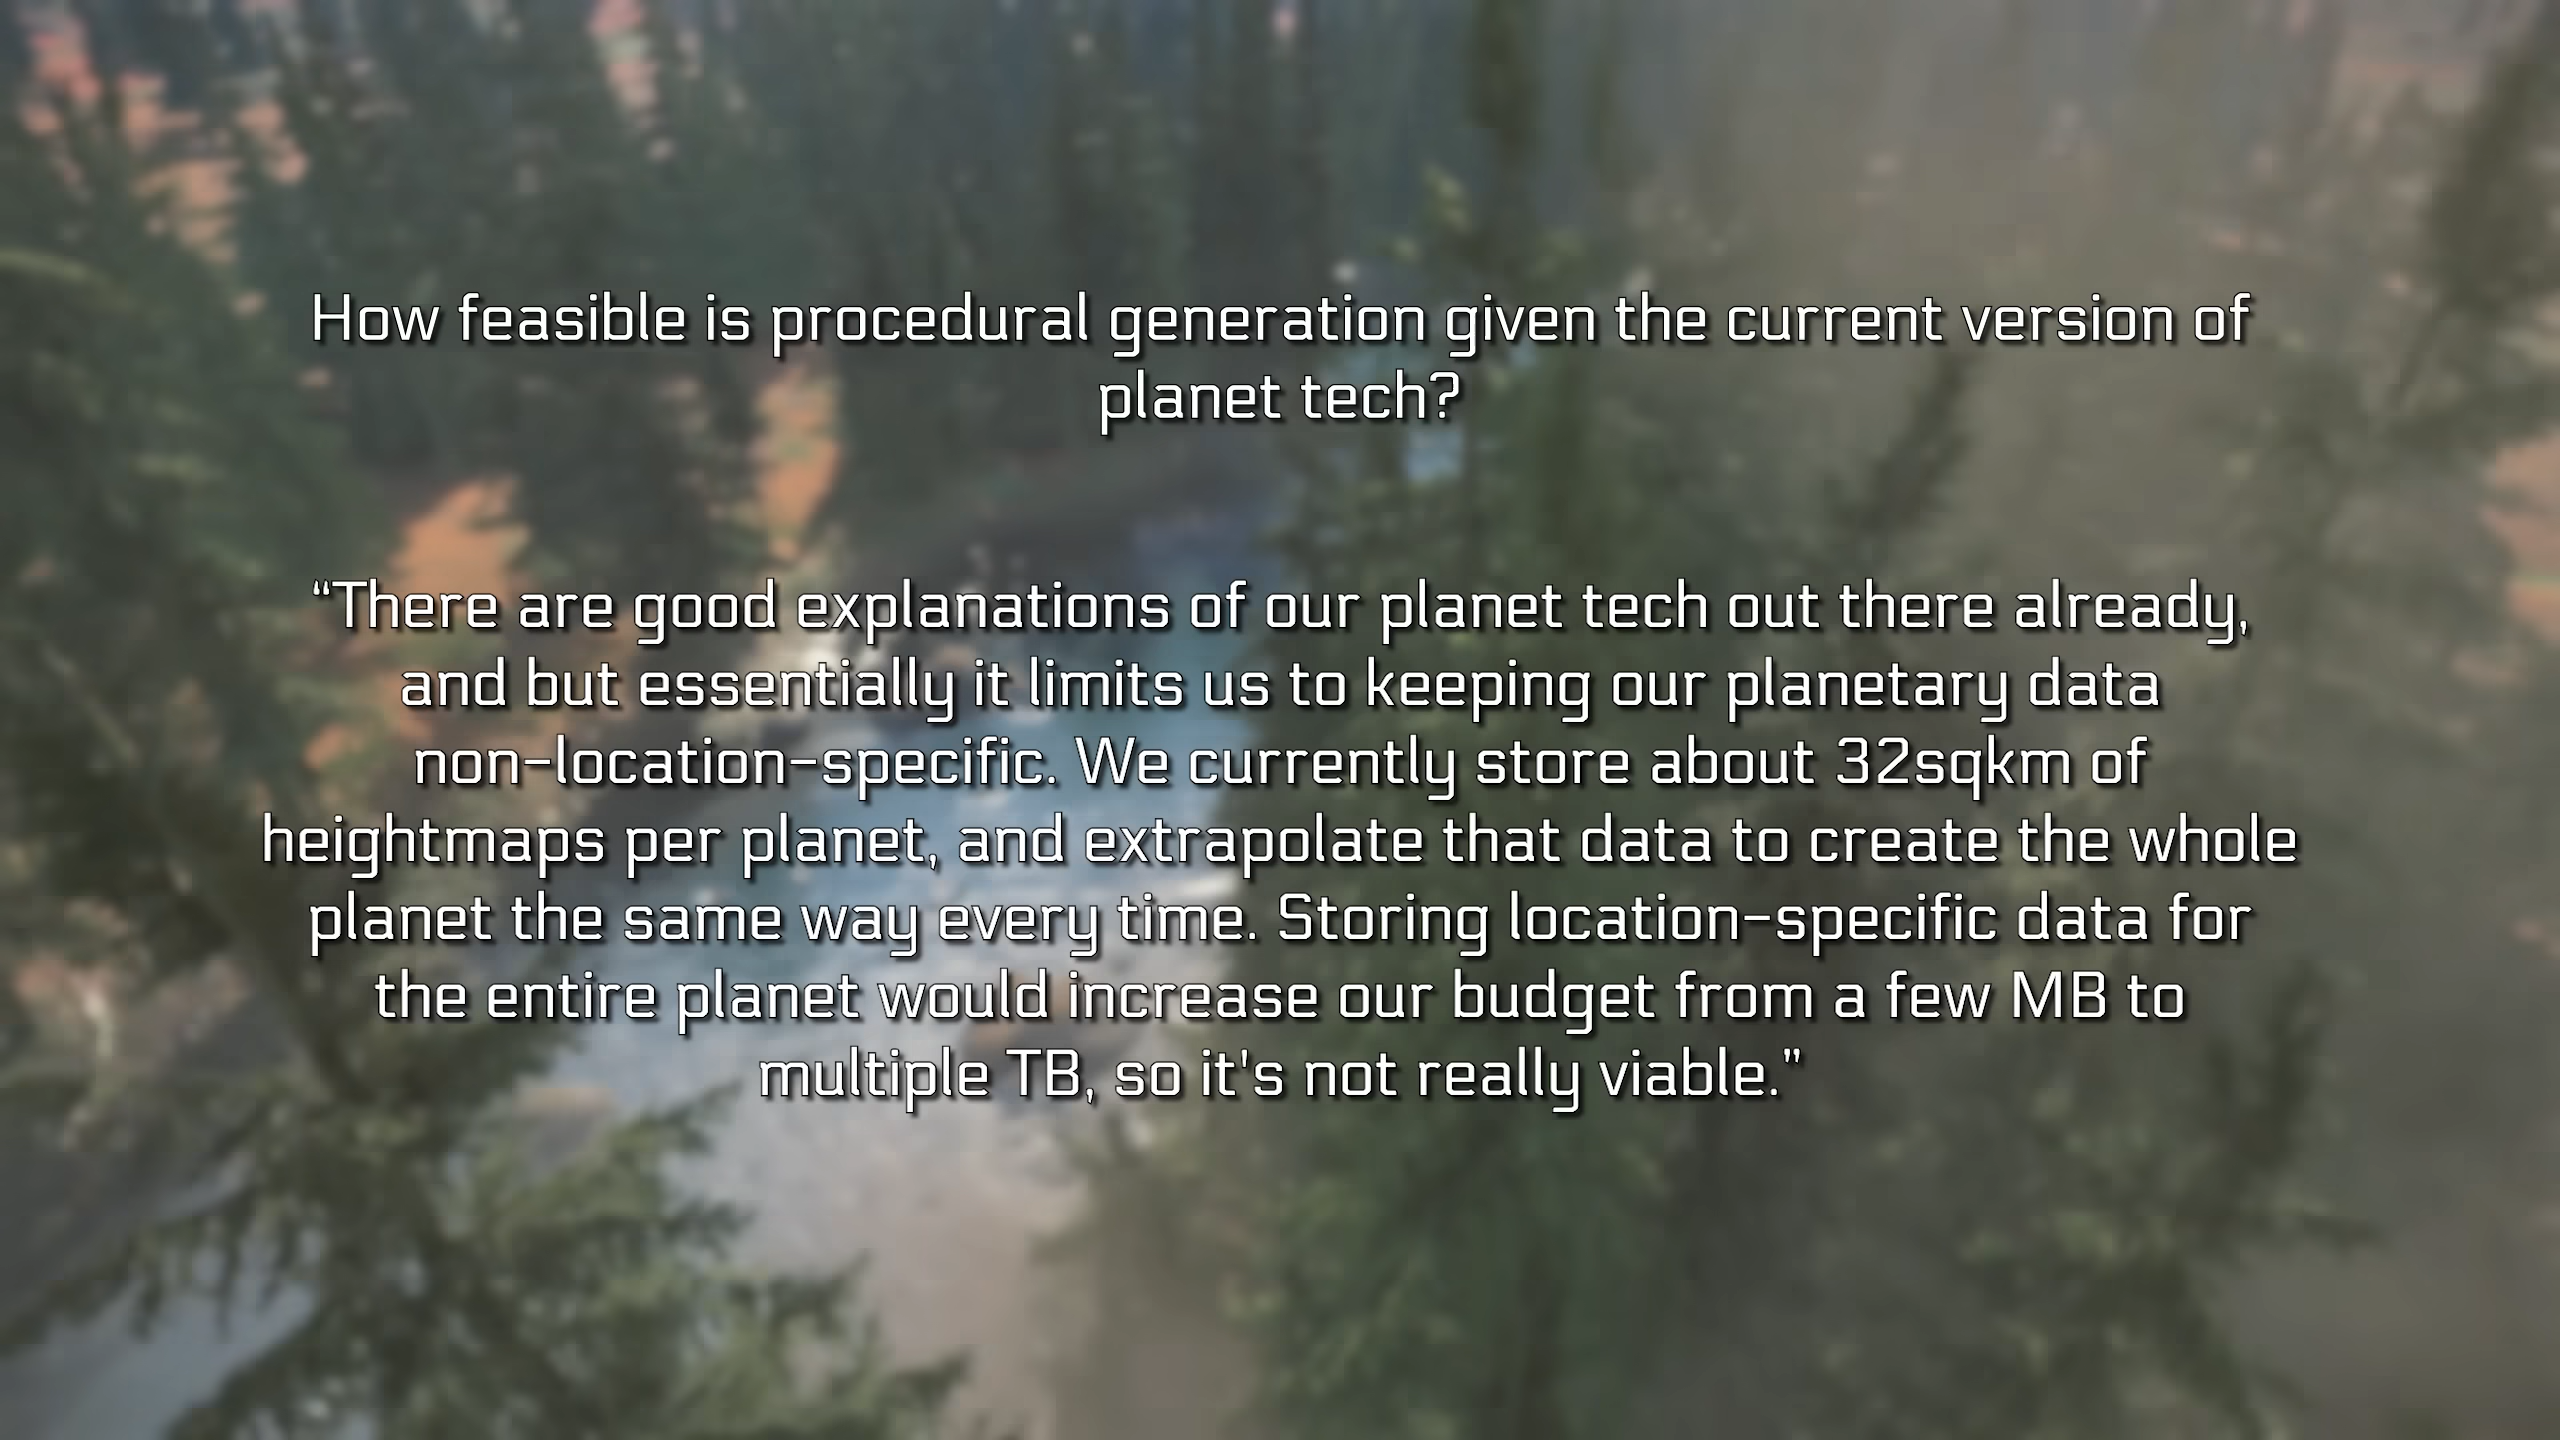 How feasible is procedural generation given the current version of
planet tech?
“There are good explanations of our planet tech out there already,
and but essentially it limits us to keeping our planetary data
non-location-specific. We currently store about 32sqkm of
heightmaps per planet, and extrapolate that data to create the whole
planet the same way every time. Storing location-specific data for
the entire planet would increase our budget from a few MB to
multiple TB, so it's not really viable.”